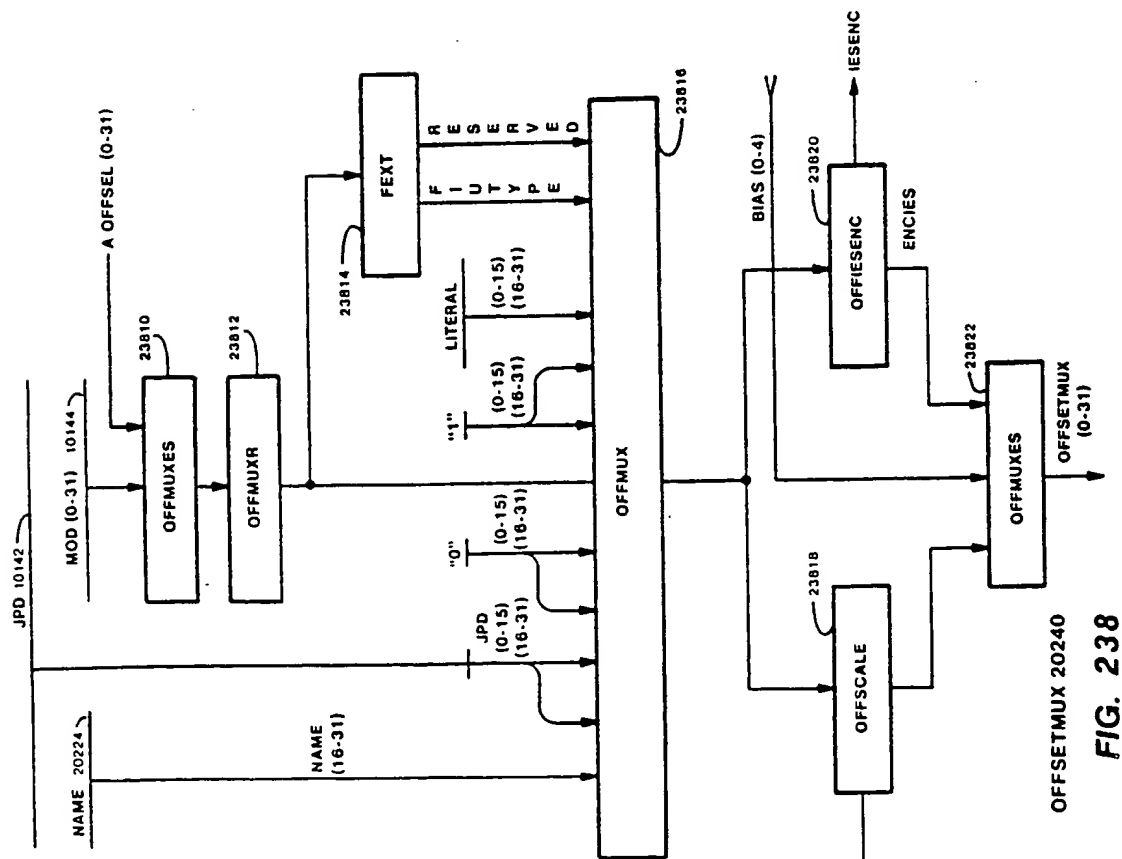 JPD 10142
MOD (0-31) 10144
A OFFSEL (0-31)
NAME 20224
23810
OFFMUXES
23812
OFFMUXR
23814
FEXT
NAME
(16-31)
JPD
(0-15)
(16-31)
"0"
(0-15)
(16-31)
"1"
(0-15)
(16-31)
LITERAL
(0-15)
(16-31)
FIUTYPE
RESERVED
OFFMUX
23816
BIAS (0-4)
23818
OFFSCALE
23820
OFFIESENC
IESENC
ENCIES
23822
OFFMUXES
OFFSETMUX
(0-31)
OFFSETMUX 20240
FIG. 238